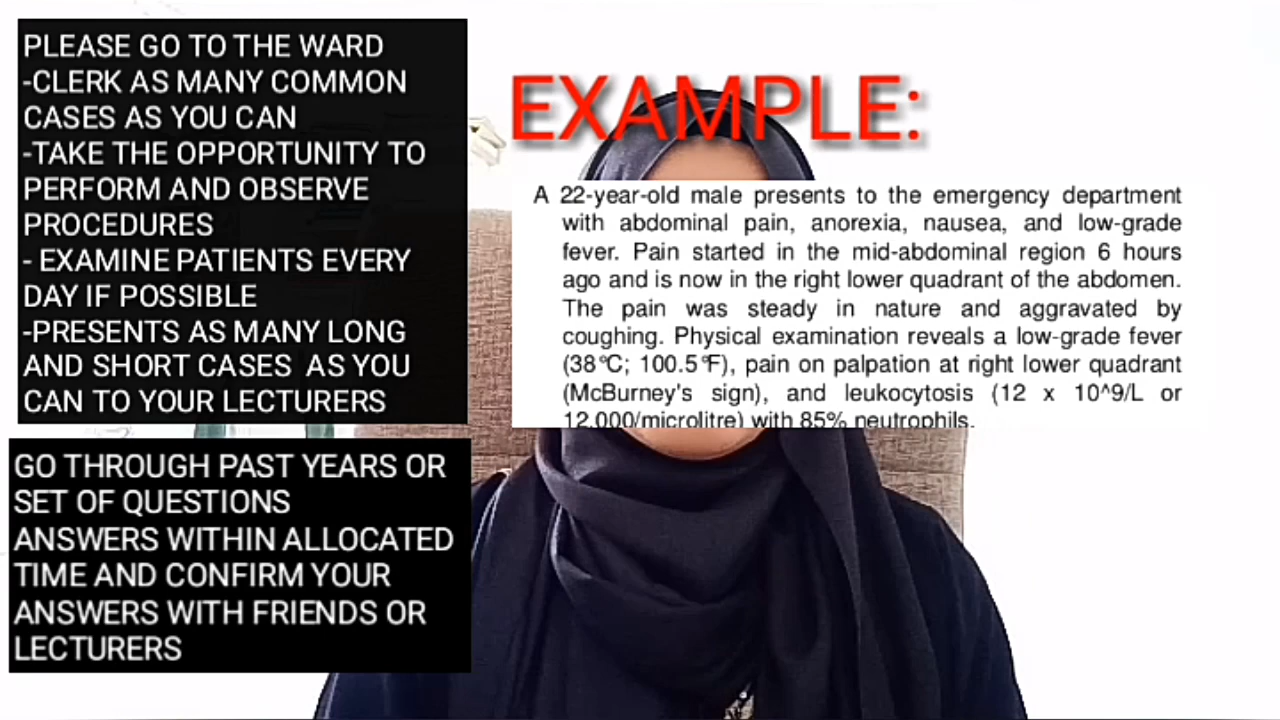 PLEASE GO TO THE WARD
-CLERK AS MANY COMMON
CASES AS YOU CAN
-TAKE THE OPPORTUNITY TO
PERFORM AND OBSERVE
PROCEDURES
- EXAMINE PATIENTS EVERY
DAY IF POSSIBLE
-PRESENTS AS MANY LONG
AND SHORT CASES AS YOU
CAN TO YOUR LECTURERS
GO THROUGH PAST YEARS OR
SET OF QUESTIONS
ANSWERS WITHIN ALLOCATED
TIME AND CONFIRM YOUR
ANSWERS WITH FRIENDS OR
LECTURERS
EXAMPLE:
A 22-year-old male presents to the emergency department
with abdominal pain, anorexia, nausea, and low-grade
fever. Pain started in the mid-abdominal region 6 hours
ago and is now in the right lower quadrant of the abdomen.
The pain was steady in nature and aggravated by
coughing. Physical examination reveals a low-grade fever
(38°C; 100.5°F), pain on palpation at right lower quadrant
(McBurney's sign), and leukocytosis (12 x 10^9/L or
12,000/microlitre) with 85% neutrophils.